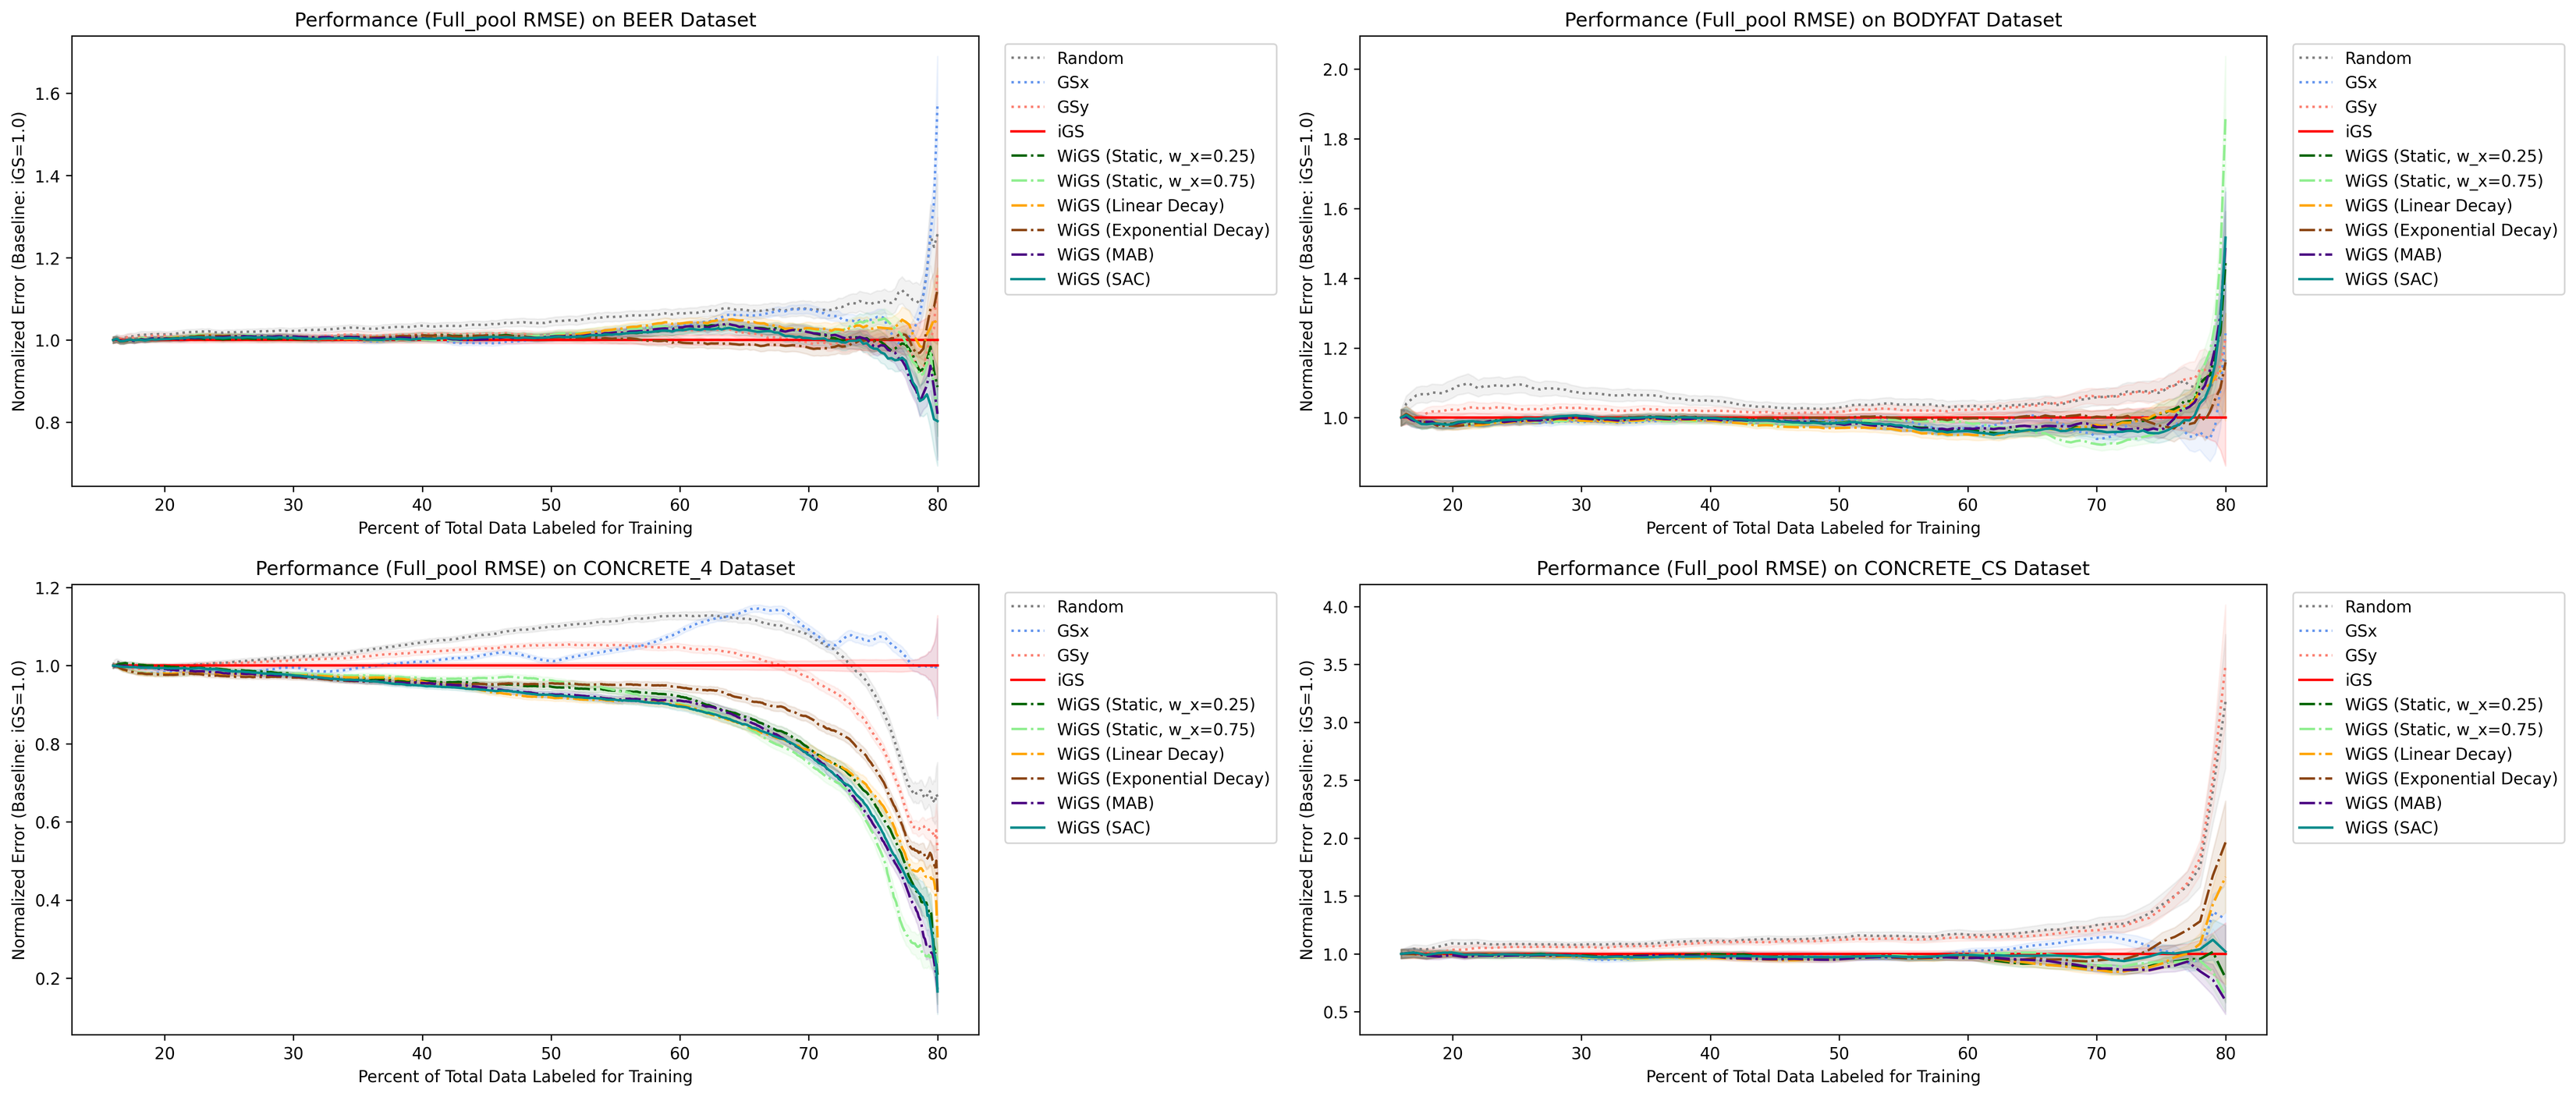 Performance (Full_pool RMSE) on BEER Dataset
Normalized Error (Baseline: iGS=1.0)
1.6
1.4
1.2
1.0
0.8
20 30 40 50 60 70 80
Percent of Total Data Labeled for Training
Random
GSx
GSy
iGS
WiGS (Static, w_x=0.25)
WiGS (Static, w_x=0.75)
WiGS (Linear Decay)
WiGS (Exponential Decay)
WiGS (MAB)
WiGS (SAC)
Performance (Full_pool RMSE) on BODYFAT Dataset
Normalized Error (Baseline: iGS=1.0)
2.0
1.8
1.6
1.4
1.2
1.0
20 30 40 50 60 70 80
Percent of Total Data Labeled for Training
Random
GSx
GSy
iGS
WiGS (Static, w_x=0.25)
WiGS (Static, w_x=0.75)
WiGS (Linear Decay)
WiGS (Exponential Decay)
WiGS (MAB)
WiGS (SAC)
Performance (Full_pool RMSE) on CONCRETE_4 Dataset
Normalized Error (Baseline: iGS=1.0)
1.2
1.0
0.8
0.6
0.4
0.2
20 30 40 50 60 70 80
Percent of Total Data Labeled for Training
Random
GSx
GSy
iGS
WiGS (Static, w_x=0.25)
WiGS (Static, w_x=0.75)
WiGS (Linear Decay)
WiGS (Exponential Decay)
WiGS (MAB)
WiGS (SAC)
Performance (Full_pool RMSE) on CONCRETE_CS Dataset
Normalized Error (Baseline: iGS=1.0)
4.0
3.5
3.0
2.5
2.0
1.5
1.0
0.5
20 30 40 50 60 70 80
Percent of Total Data Labeled for Training
Random
GSx
GSy
iGS
WiGS (Static, w_x=0.25)
WiGS (Static, w_x=0.75)
WiGS (Linear Decay)
WiGS (Exponential Decay)
WiGS (MAB)
WiGS (SAC)